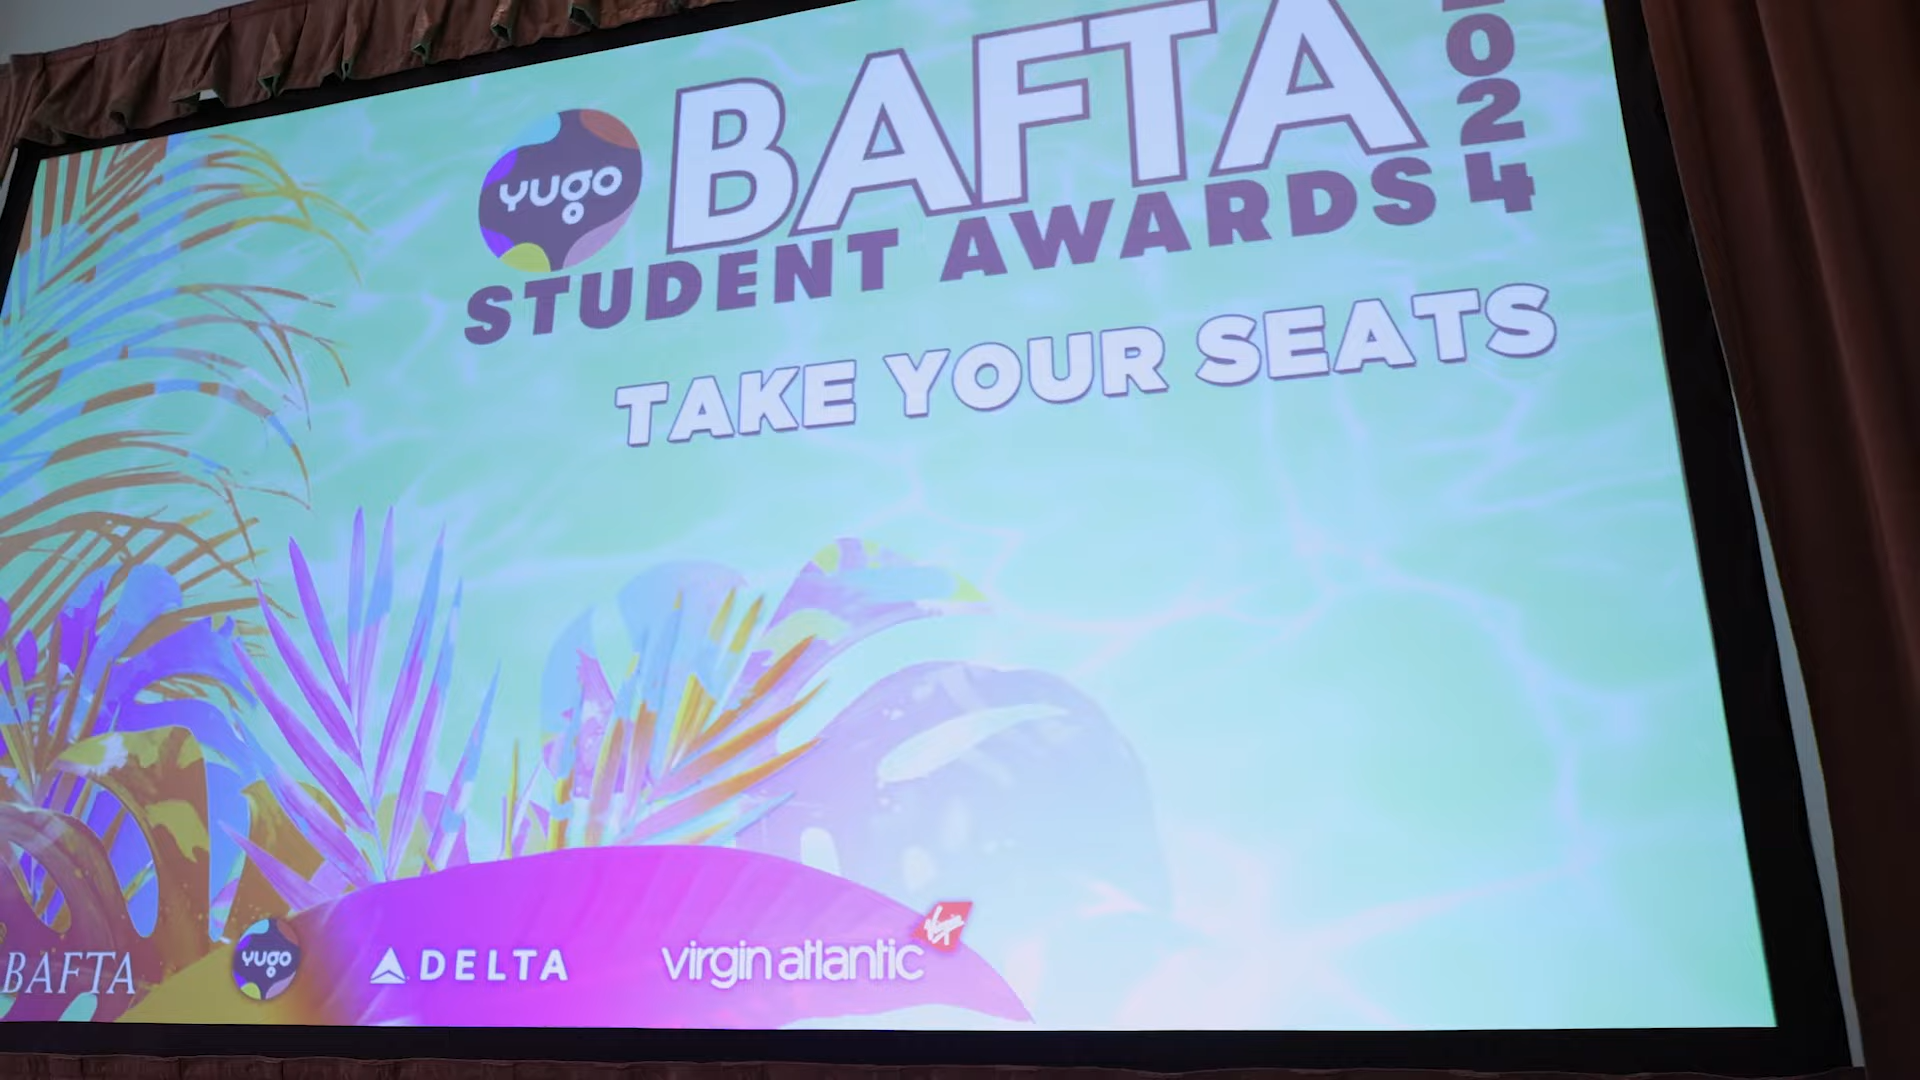 yugo
BAFTA
2024
STUDENT AWARDS
TAKE YOUR SEATS
BAFTA
yugo
DELTA
virgin atlantic
Virgin